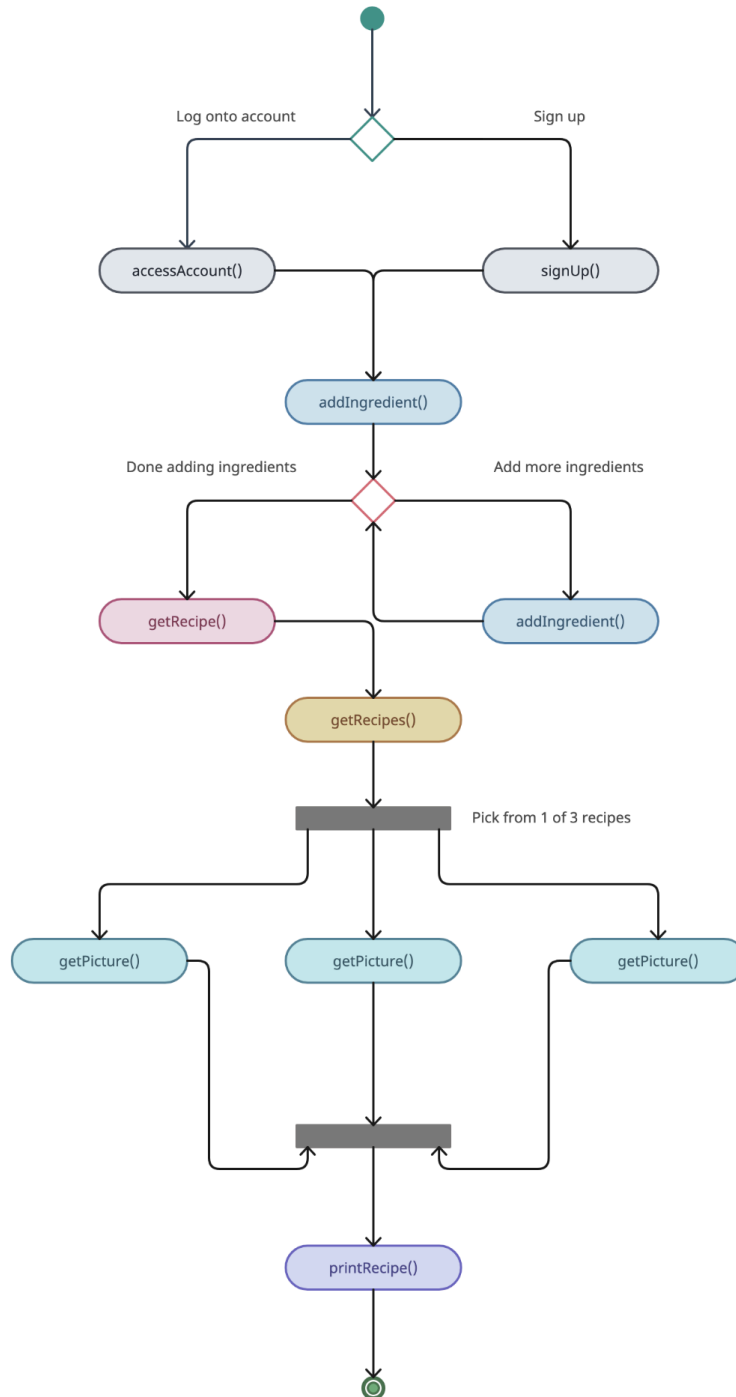 Log onto account
Sign up
accessAccount()
signUp()
addIngredient()
Done adding ingredients
Add more ingredients
getRecipe()
addIngredient()
getRecipes()
Pick from 1 of 3 recipes
getPicture()
getPicture()
getPicture()
printRecipe()